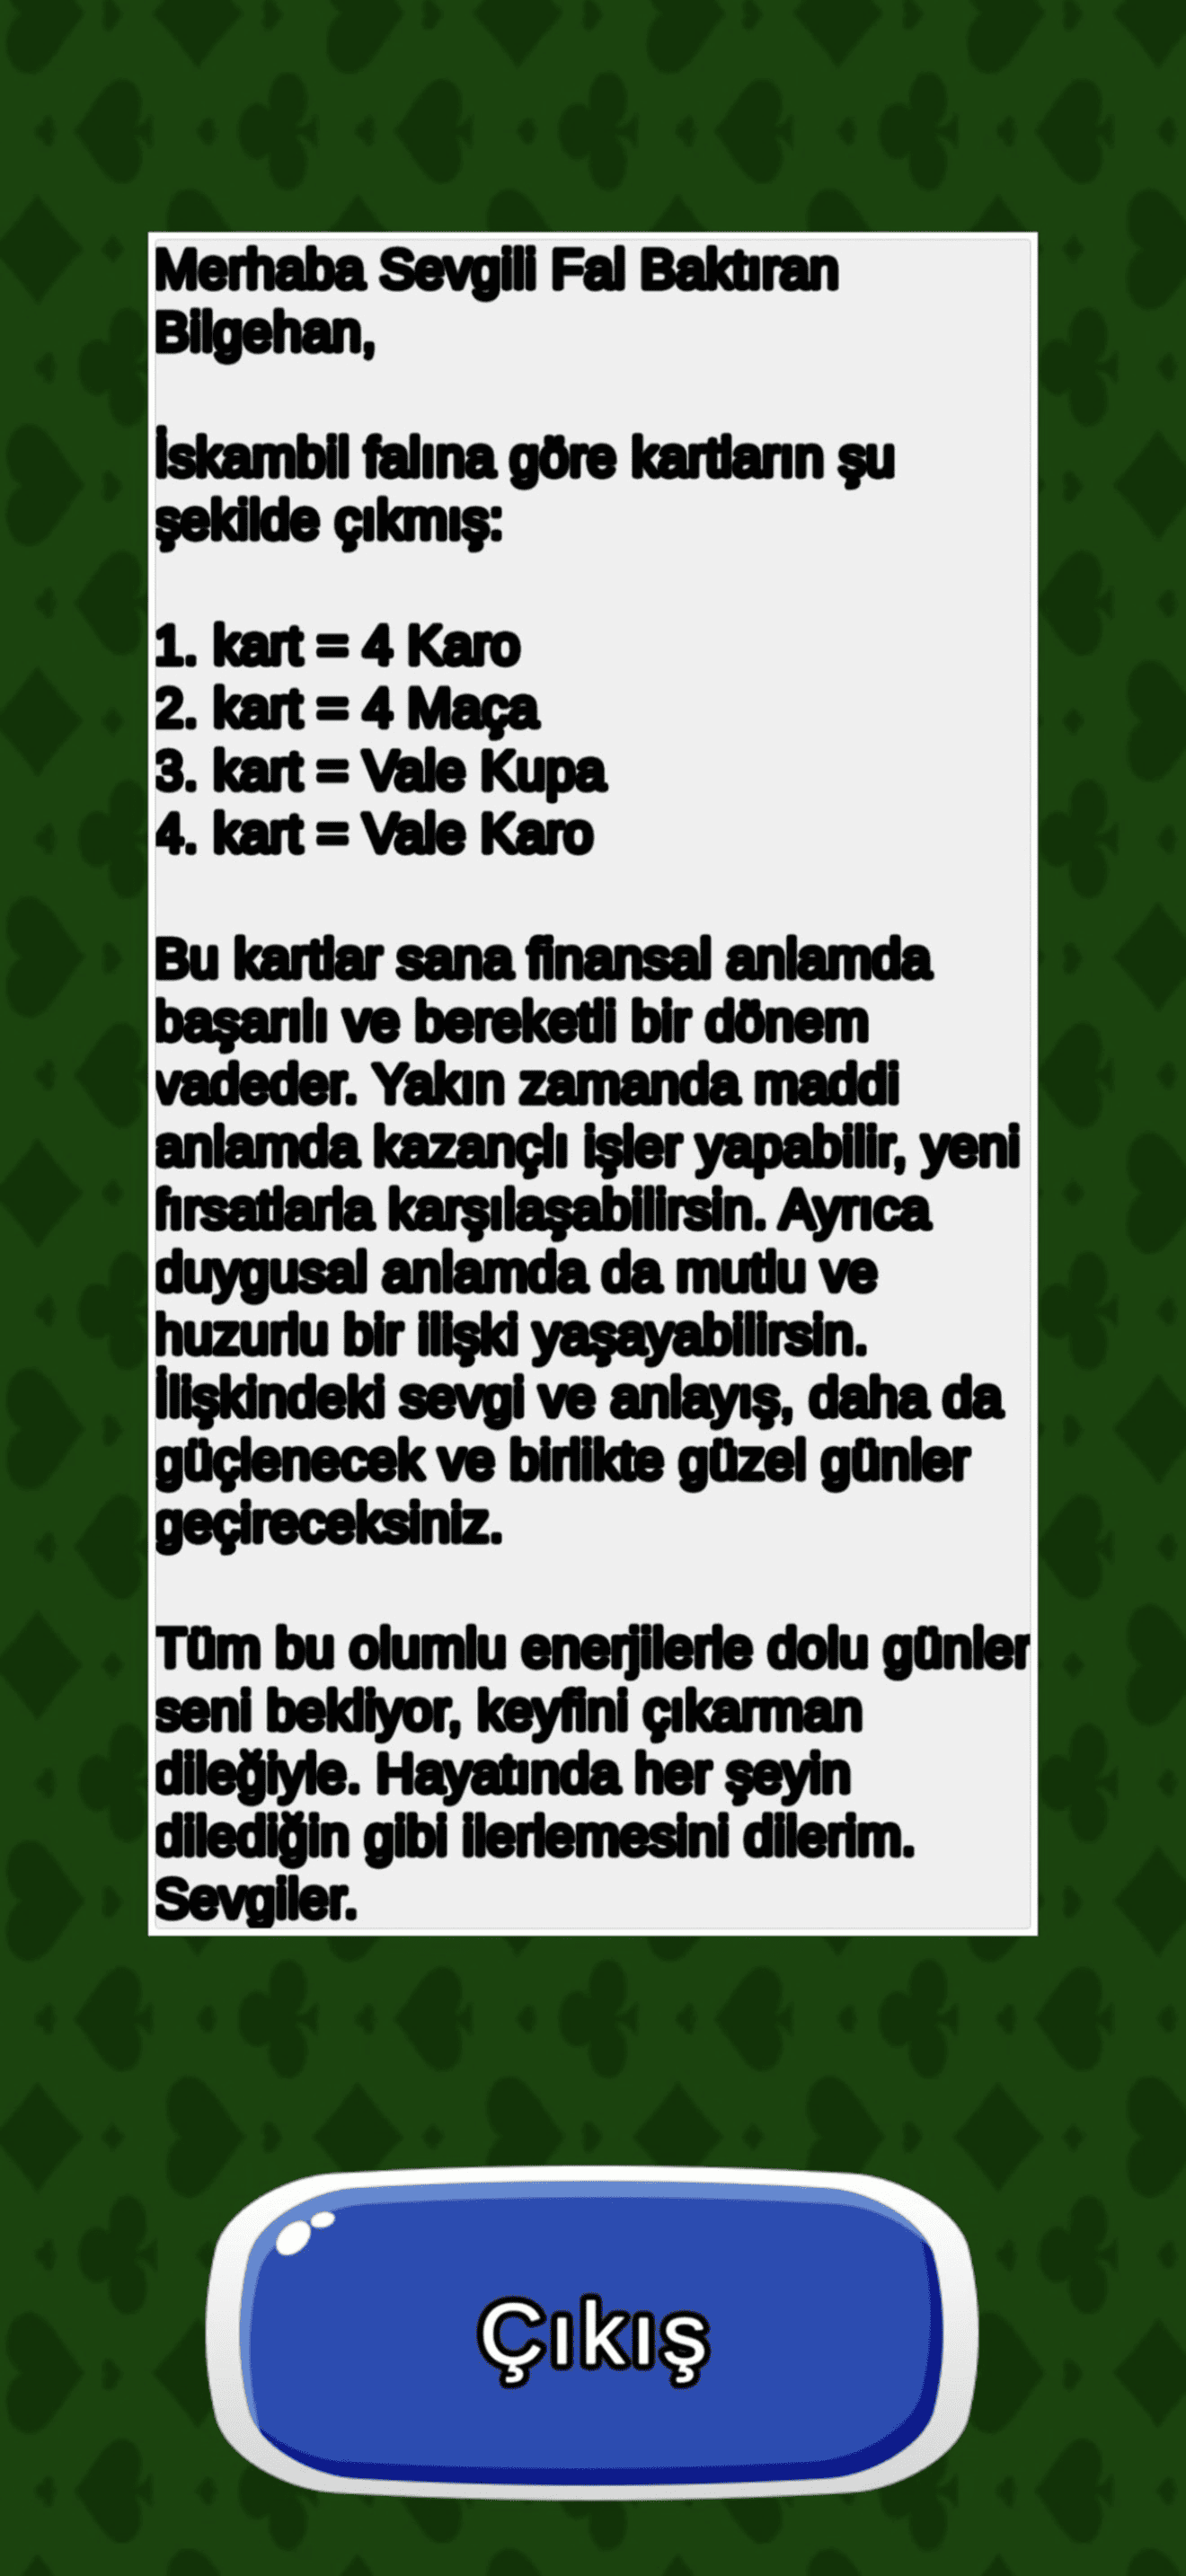 Merhaba Sevgili Fal Baktıran
Bilgehan,
İskambil falına göre kartların şu
şekilde çıkmış:
1. kart = 4 Karo
2. kart = 4 Maça
3. kart = Vale Kupa
4. kart = Vale Karo
Bu kartlar sana finansal anlamda
başarılı ve bereketli bir dönem
vadeder. Yakın zamanda maddi
anlamda kazançlı işler yapabilir, yeni
fırsatlarla karşılaşabilirsin. Ayrıca
duygusal anlamda da mutlu ve
huzurlu bir ilişki yaşayabilirsin.
İlişkindeki sevgi ve anlayış, daha da
güçlenecek ve birlikte güzel günler
geçireceksiniz.
Tüm bu olumlu enerjilerle dolu günler
seni bekliyor, keyfini çıkarman
dileğiyle. Hayatında her şeyin
dilediğin gibi ilerlemesini dilerim.
Sevgiler.
Çıkış